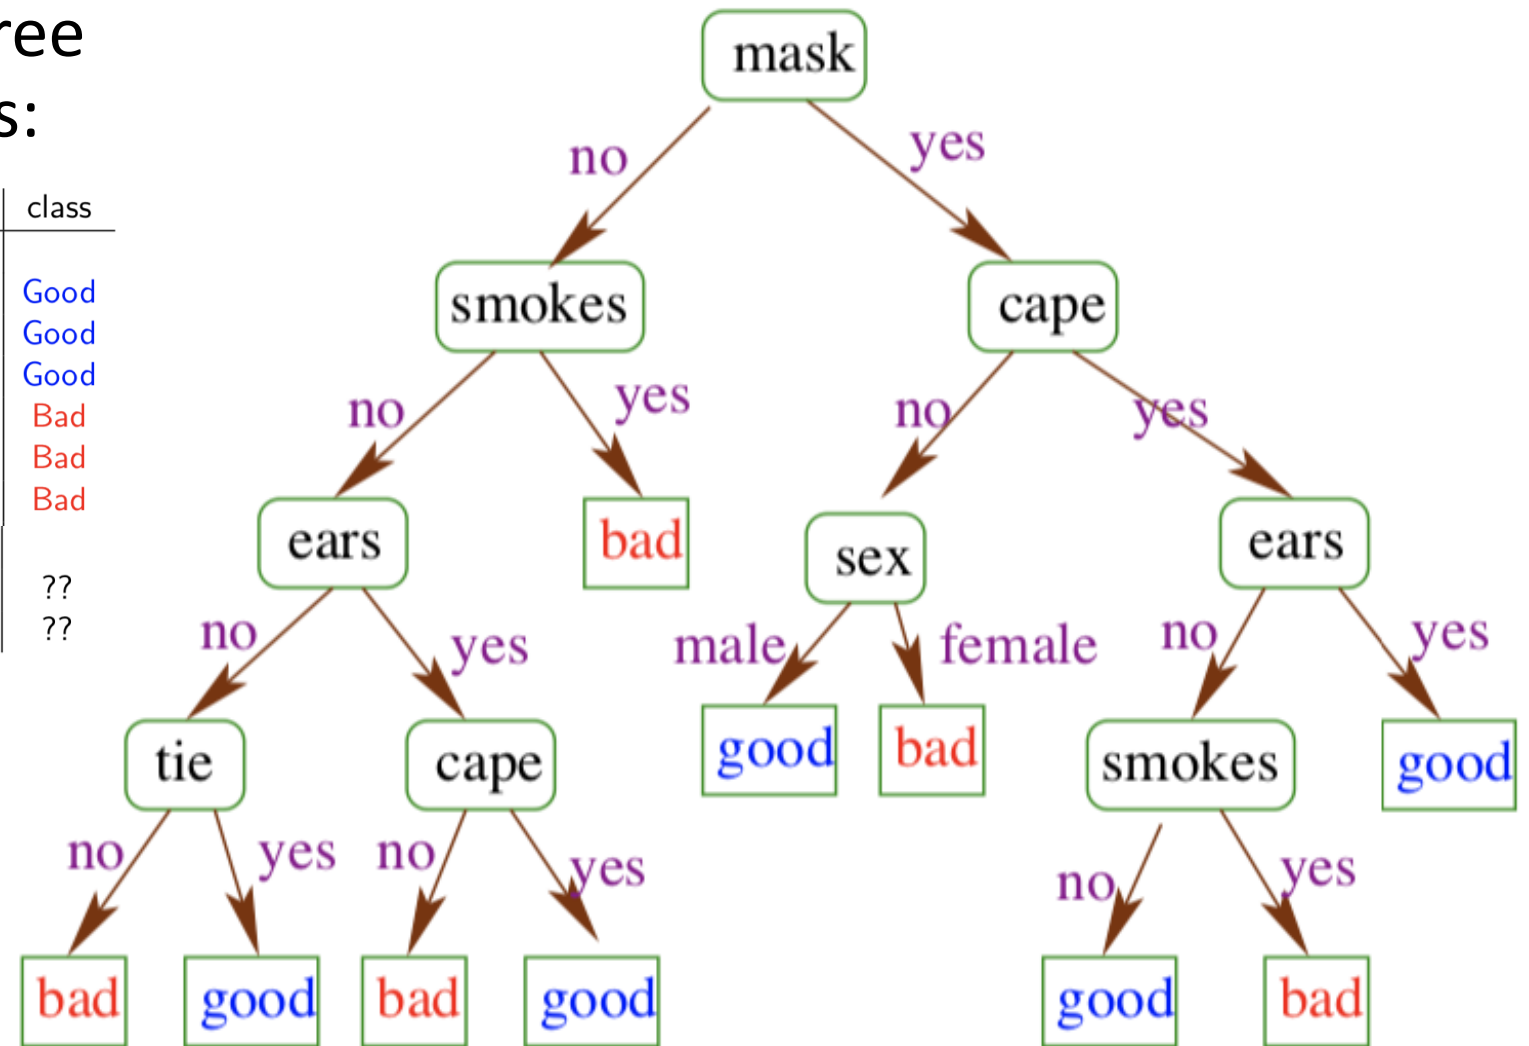 ree
s:
class
Good
Good
Good
Bad
Bad
Bad
??
??
mask
no
yes
smokes
cape
no
yes
no
yes
ears
bad
sex
ears
no
yes
male
female
no
yes
tie
cape
good
bad
smokes
good
no
yes
no
yes
no
yes
bad
good
bad
good
good
bad